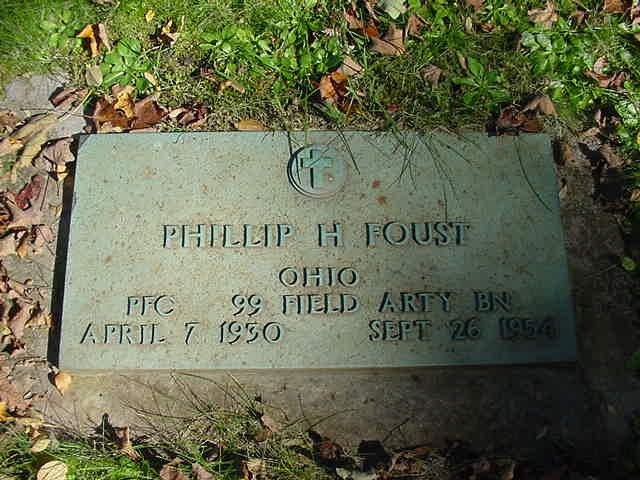 PHILLIP H FOUST
OHIO
PFC 99 FIELD ARTY BN
APRIL 7 1930 SEPT 26 1954